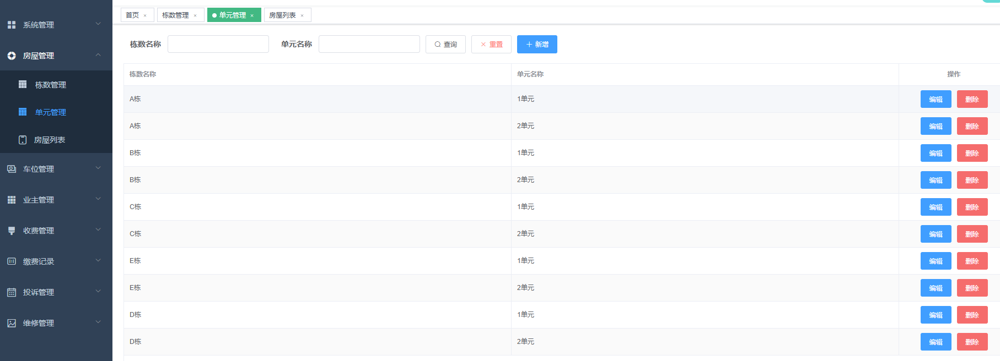 系统管理
房屋管理
栋数管理
单元管理
房屋列表
车位管理
业主管理
收费管理
缴费记录
投诉管理
维修管理
首页 × 栋数管理 × 单元管理 × 房屋列表 ×
栋数名称 单元名称 查询 重置 新增
栋数名称 单元名称 操作
A栋 1单元 编辑 删除
A栋 2单元 编辑 删除
B栋 1单元 编辑 删除
B栋 2单元 编辑 删除
C栋 1单元 编辑 删除
C栋 2单元 编辑 删除
E栋 1单元 编辑 删除
E栋 2单元 编辑 删除
D栋 1单元 编辑 删除
D栋 2单元 编辑 删除